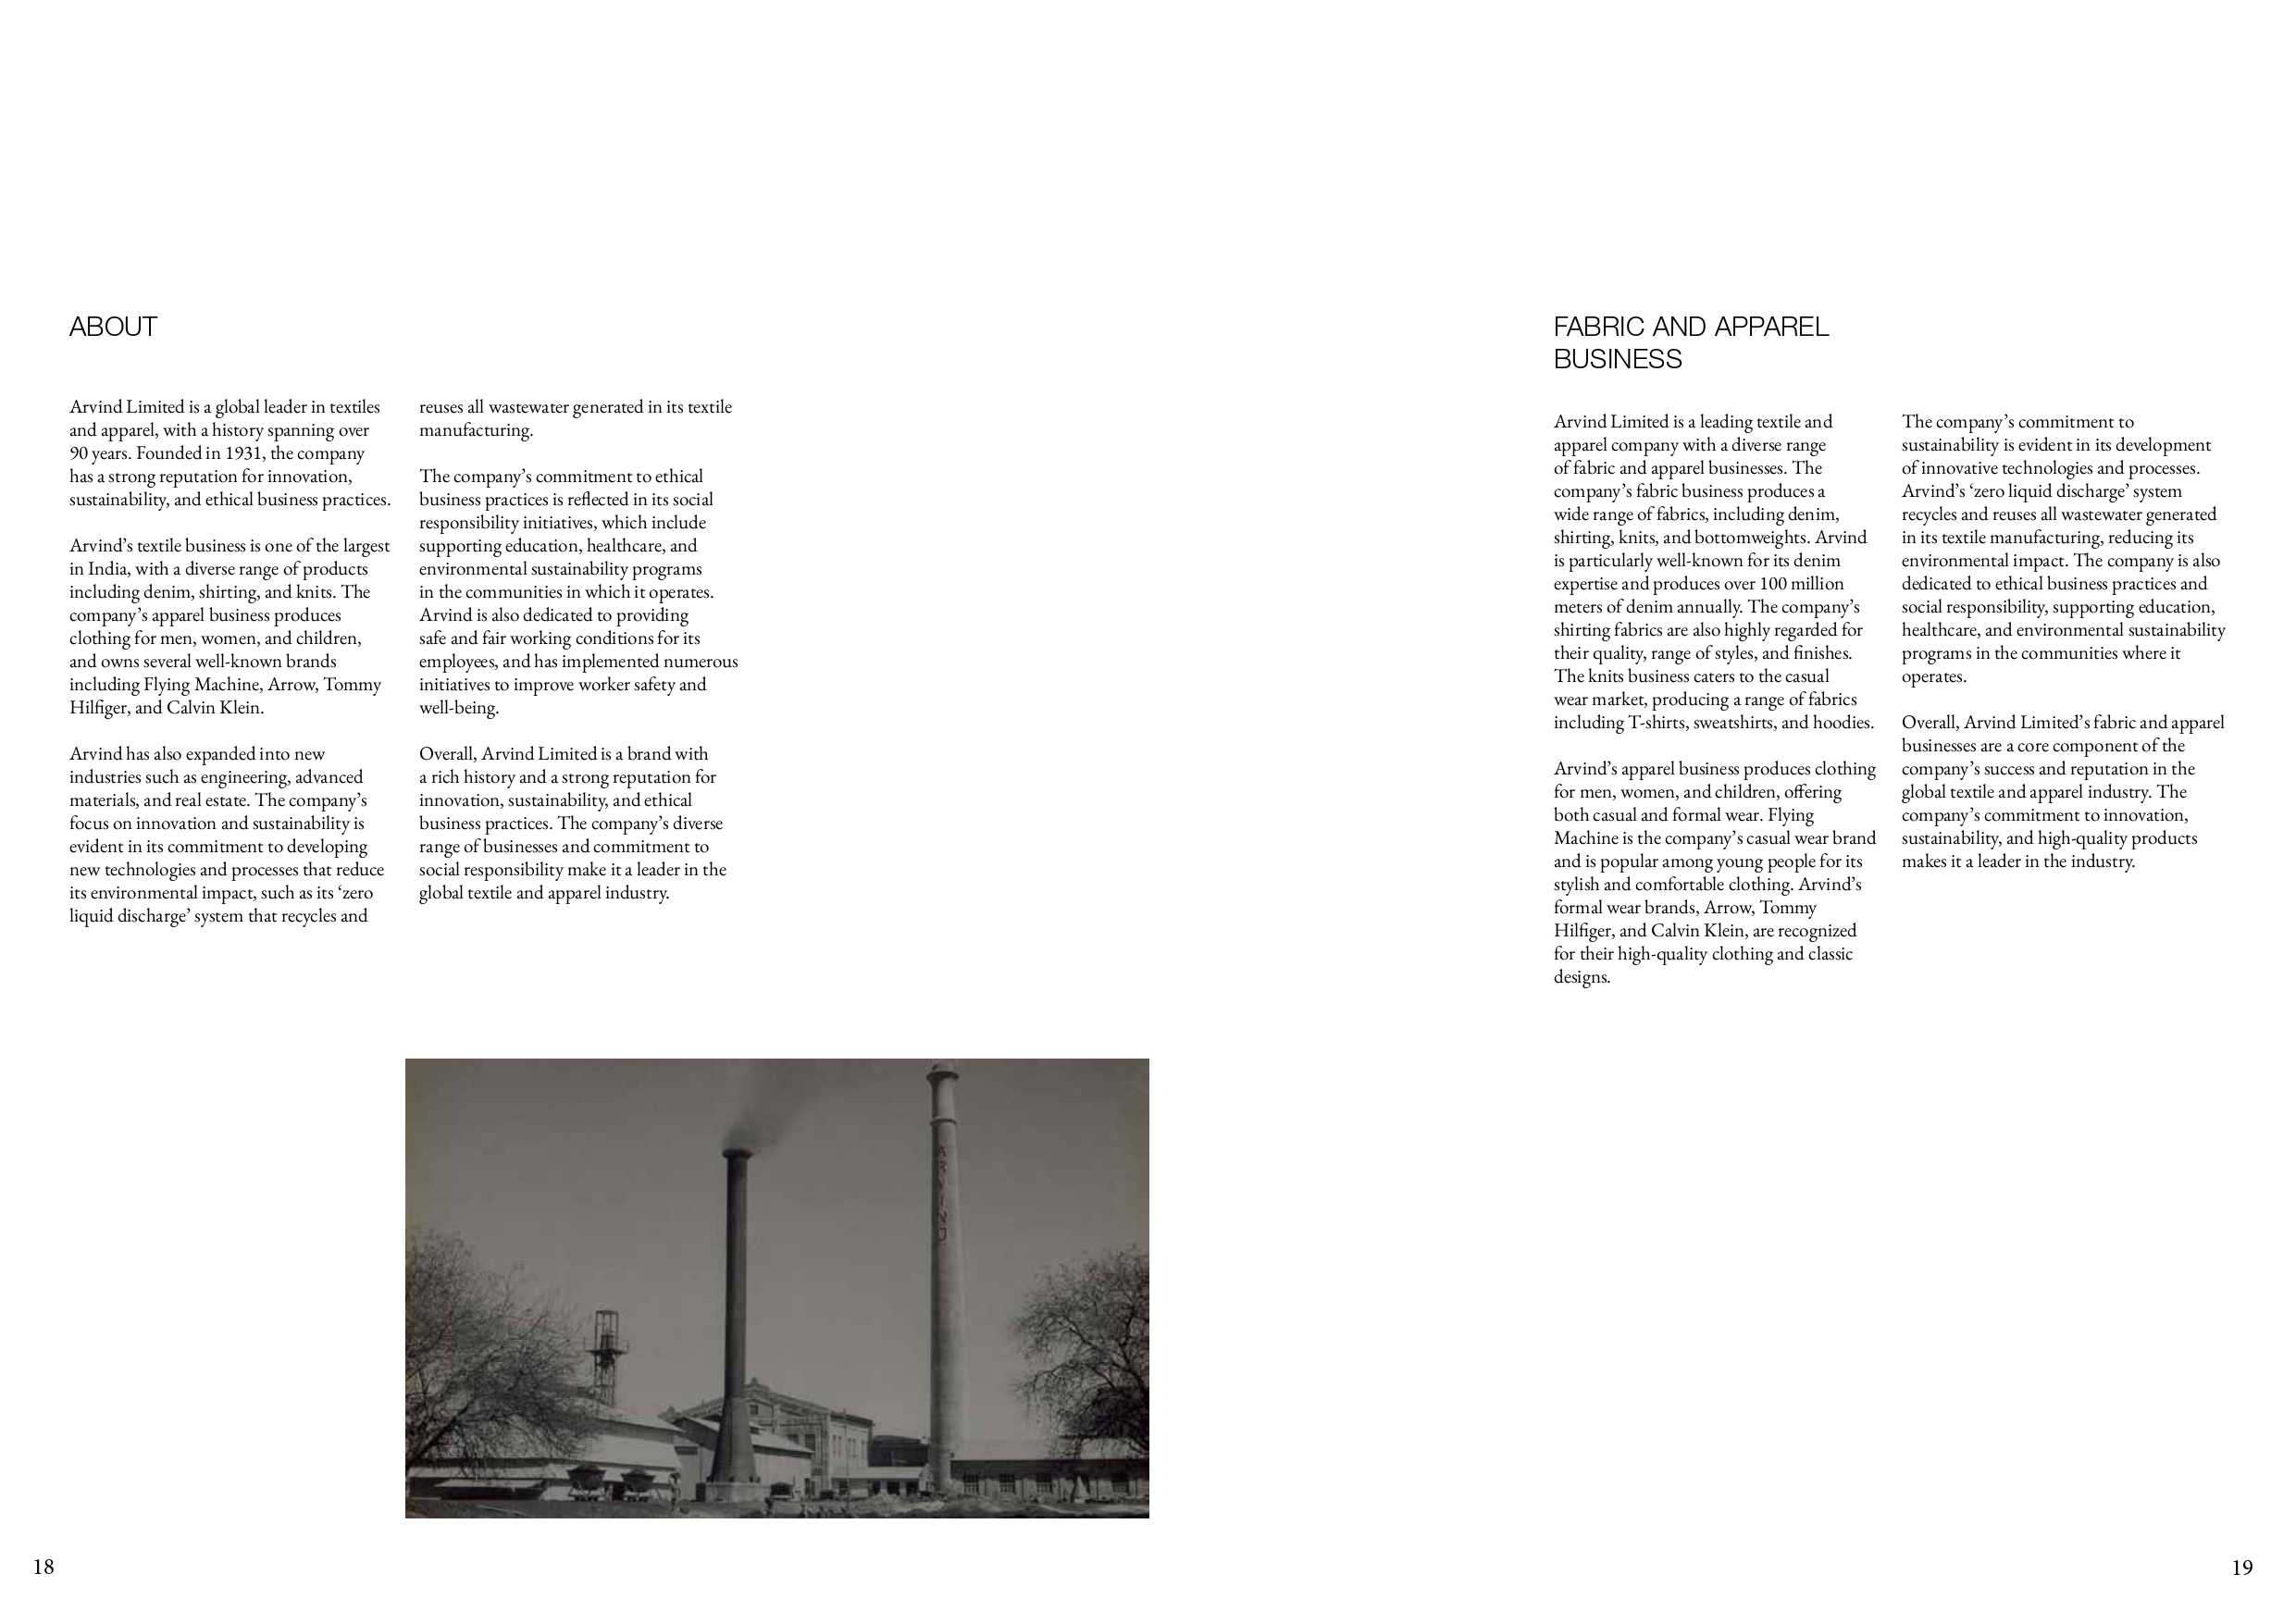 ABOUT
Arvind Limited is a global leader in textiles
and apparel, with a history spanning over
90 years. Founded in 1931, the company
has a strong reputation for innovation,
sustainability, and ethical business practices.
Arvind’s textile business is one of the largest
in India, with a diverse range of products
including denim, shirting, and knits. The
company’s apparel business produces
clothing for men, women, and children,
and owns several well-known brands
including Flying Machine, Arrow, Tommy
Hilfiger, and Calvin Klein.
Arvind has also expanded into new
industries such as engineering, advanced
materials, and real estate. The company’s
focus on innovation and sustainability is
evident in its commitment to developing
new technologies and processes that reduce
its environmental impact, such as its ‘zero
liquid discharge’ system that recycles and
reuses all wastewater generated in its textile
manufacturing.
The company’s commitment to ethical
business practices is reflected in its social
responsibility initiatives, which include
supporting education, healthcare, and
environmental sustainability programs
in the communities in which it operates.
Arvind is also dedicated to providing
safe and fair working conditions for its
employees, and has implemented numerous
initiatives to improve worker safety and
well-being.
Overall, Arvind Limited is a brand with
a rich history and a strong reputation for
innovation, sustainability, and ethical
business practices. The company’s diverse
range of businesses and commitment to
social responsibility make it a leader in the
global textile and apparel industry.
ARVIND
18
FABRIC AND APPAREL
BUSINESS
Arvind Limited is a leading textile and
apparel company with a diverse range
of fabric and apparel businesses. The
company’s fabric business produces a
wide range of fabrics, including denim,
shirting, knits, and bottomweights. Arvind
is particularly well-known for its denim
expertise and produces over 100 million
meters of denim annually. The company’s
shirting fabrics are also highly regarded for
their quality, range of styles, and finishes.
The knits business caters to the casual
wear market, producing a range of fabrics
including T-shirts, sweatshirts, and hoodies.
Arvind’s apparel business produces clothing
for men, women, and children, offering
both casual and formal wear. Flying
Machine is the company’s casual wear brand
and is popular among young people for its
stylish and comfortable clothing. Arvind’s
formal wear brands, Arrow, Tommy
Hilfiger, and Calvin Klein, are recognized
for their high-quality clothing and classic
designs.
The company’s commitment to
sustainability is evident in its development
of innovative technologies and processes.
Arvind’s ‘zero liquid discharge’ system
recycles and reuses all wastewater generated
in its textile manufacturing, reducing its
environmental impact. The company is also
dedicated to ethical business practices and
social responsibility, supporting education,
healthcare, and environmental sustainability
programs in the communities where it
operates.
Overall, Arvind Limited’s fabric and apparel
businesses are a core component of the
company’s success and reputation in the
global textile and apparel industry. The
company’s commitment to innovation,
sustainability, and high-quality products
makes it a leader in the industry.
19